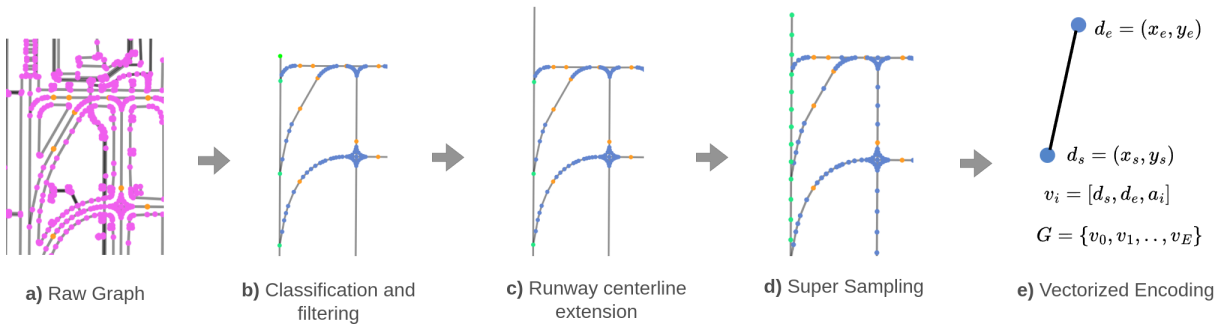 d_e = (x_e, y_e)
d_s = (x_s, y_s)
v_i = [d_s, d_e, a_i]
G = {v_0, v_1, . . , v_E}
a) Raw Graph
b) Classification and
filtering
c) Runway centerline
extension
d) Super Sampling
e) Vectorized Encoding